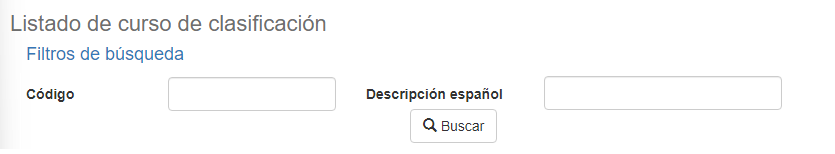 Listado de curso de clasificación
Filtros de búsqueda
Código Descripción español
Buscar